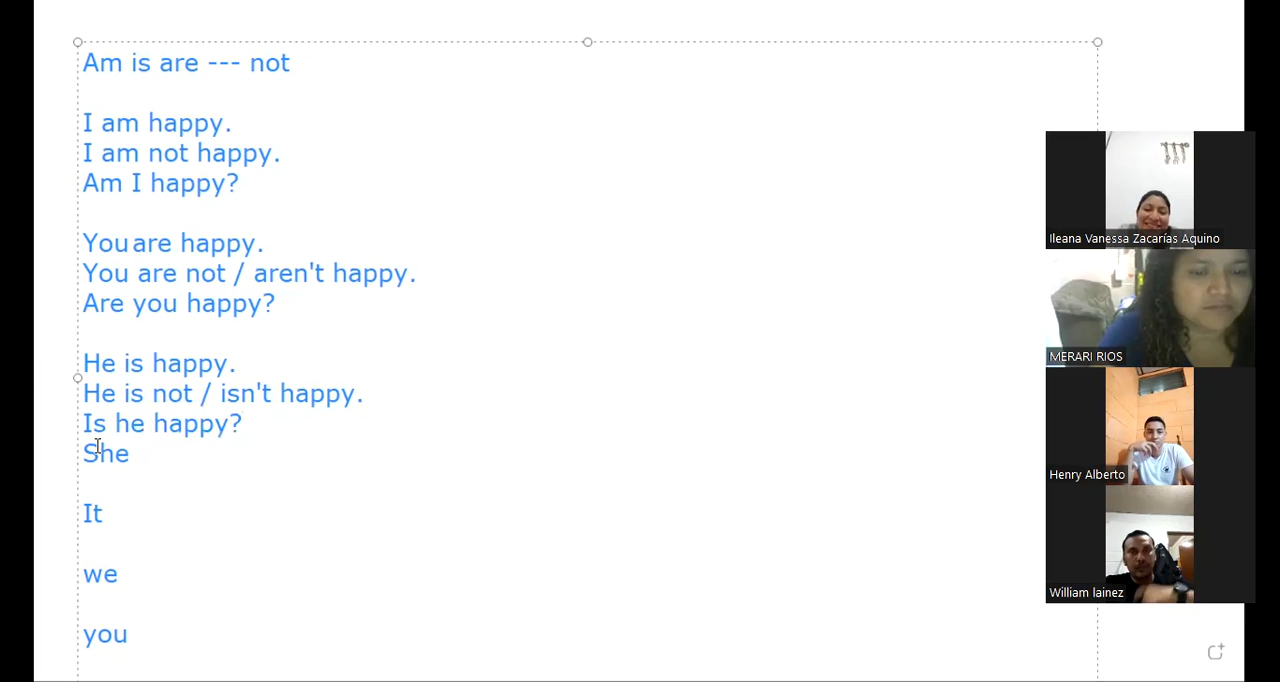 Am is are --- not
I am happy.
I am not happy.
Am I happy?
You are happy.
You are not / aren't happy.
Are you happy?
He is happy.
He is not / isn't happy.
Is he happy?
She
It
we
you
Ileana Vanessa Zacarías Aquino
MERARI RIOS
Henry Alberto
William lainez